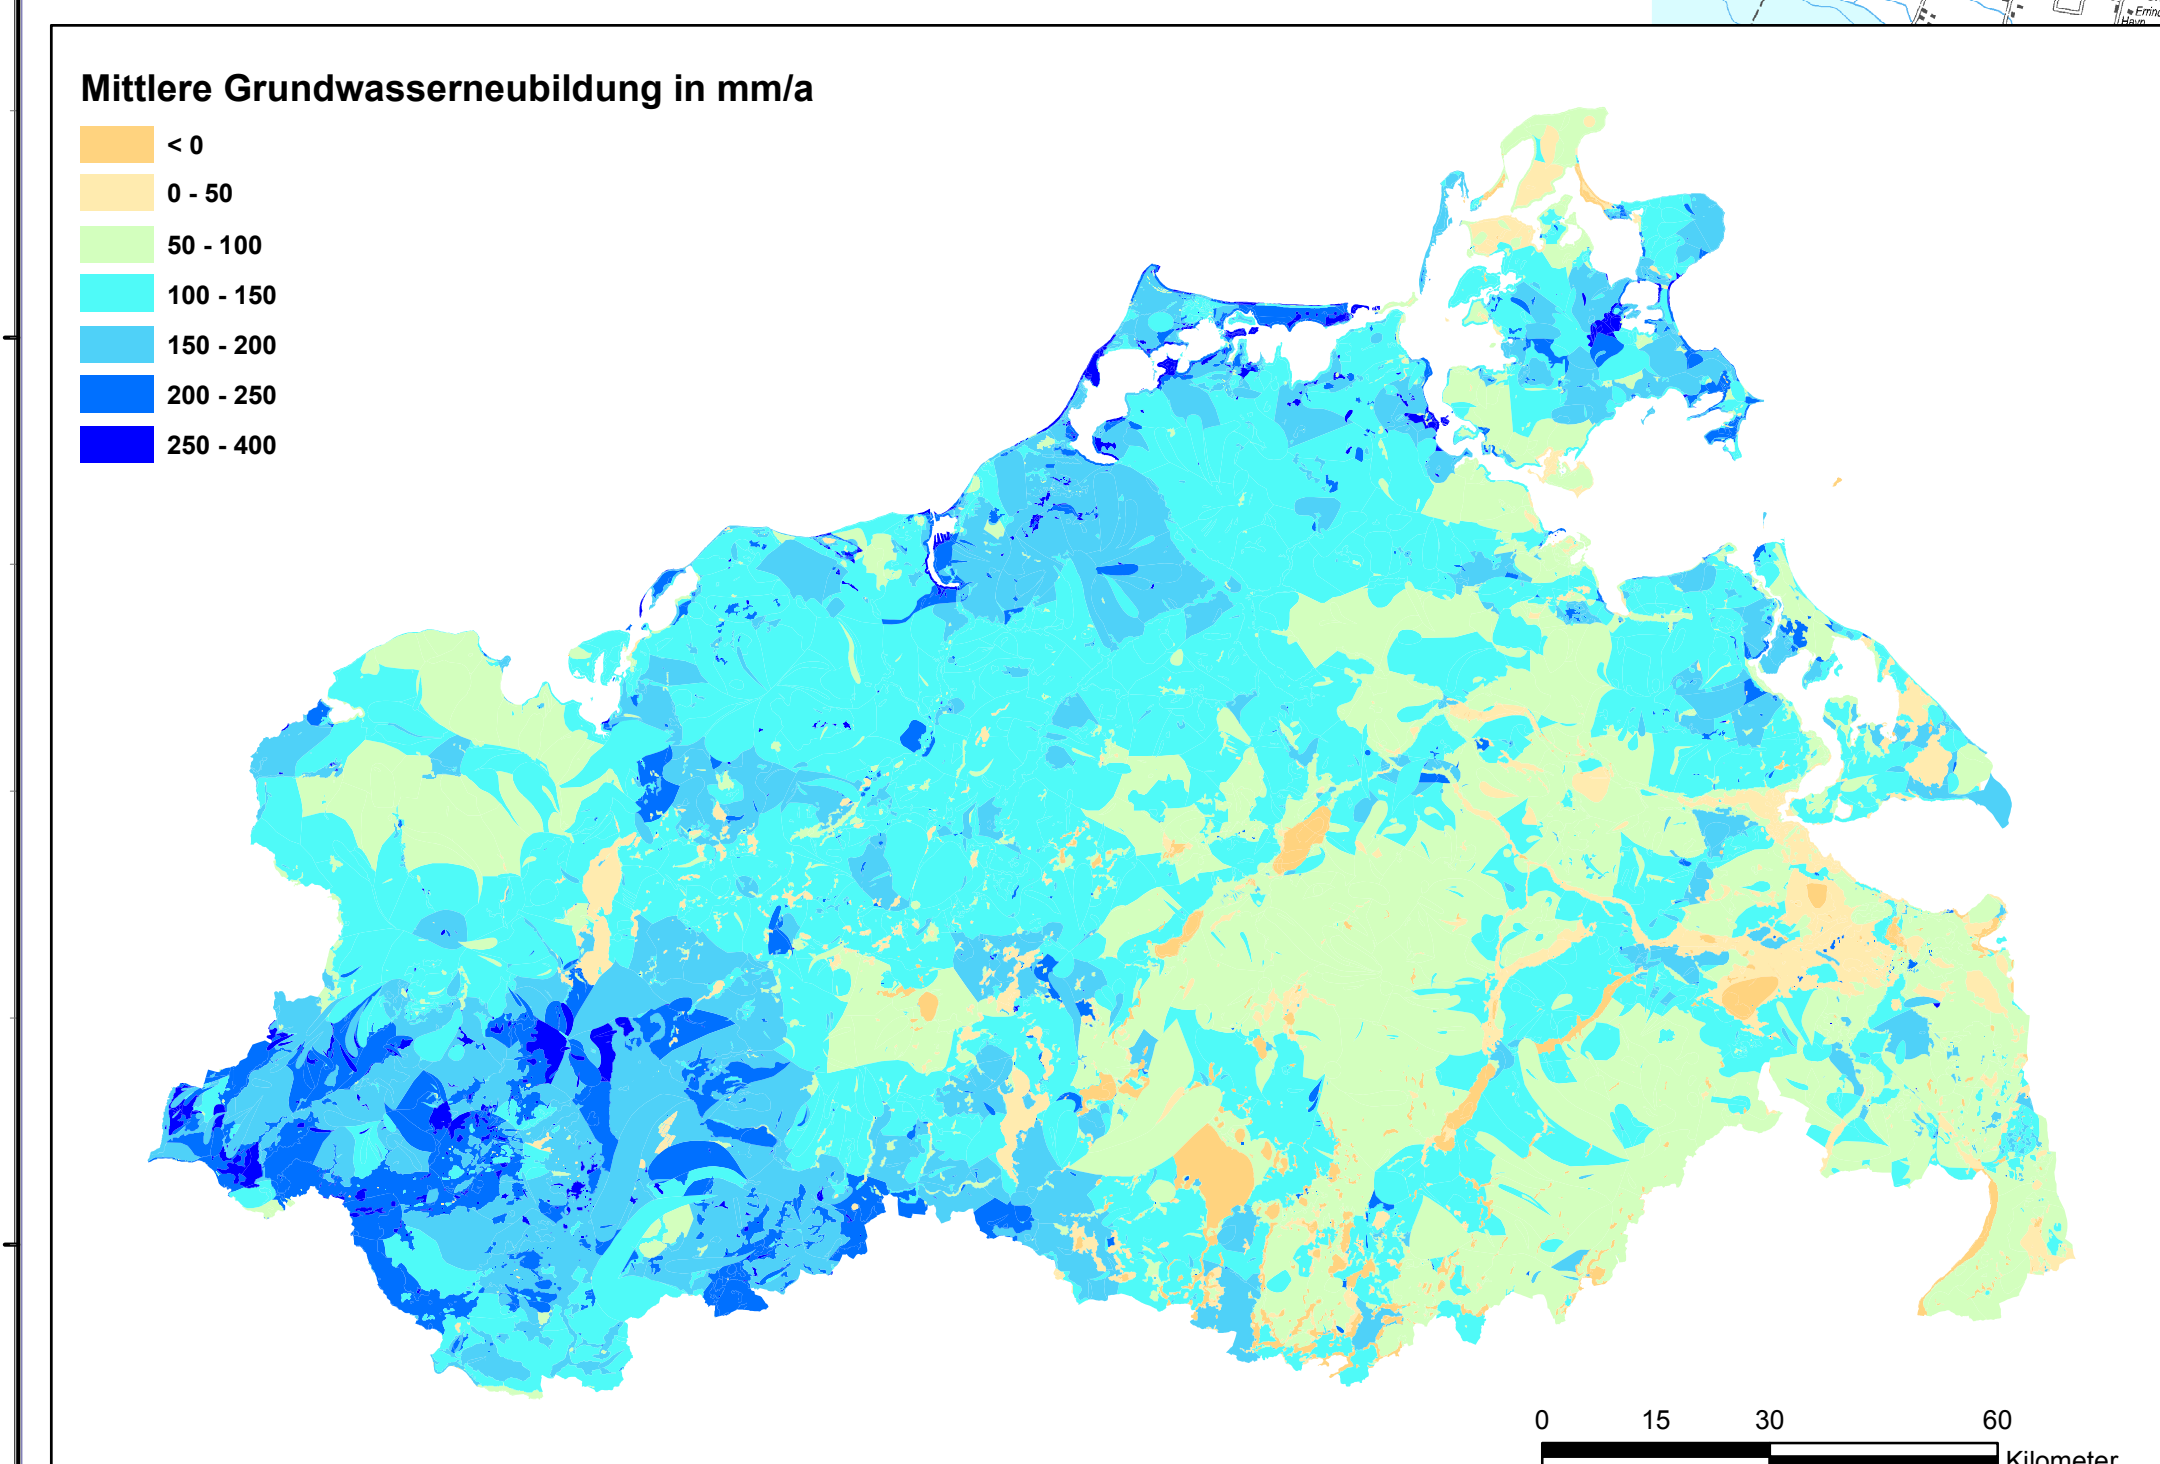 Mittlere Grundwasserneubildung in mm/a
< 0
0 - 50
50 - 100
100 - 150
150 - 200
200 - 250
250 - 400
0 15 30 60
Kilometer